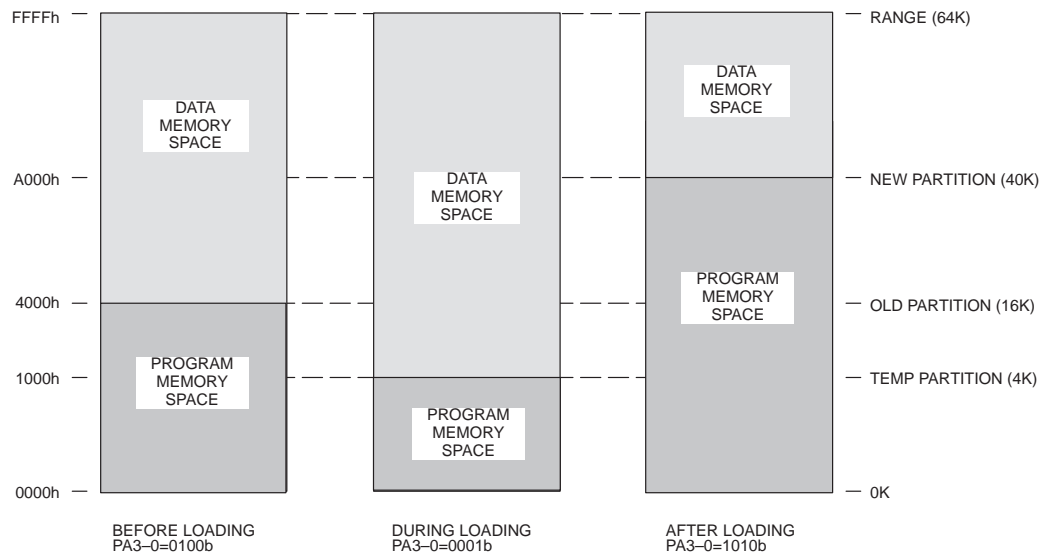 FFFFh
RANGE (64K)
DATA
MEMORY
SPACE
DATA
MEMORY
SPACE
DATA
MEMORY
SPACE
A000h
NEW PARTITION (40K)
PROGRAM
MEMORY
SPACE
4000h
OLD PARTITION (16K)
PROGRAM
MEMORY
SPACE
1000h
TEMP PARTITION (4K)
PROGRAM
MEMORY
SPACE
0000h
0K
BEFORE LOADING
PA3–0=0100b
DURING LOADING
PA3–0=0001b
AFTER LOADING
PA3–0=1010b